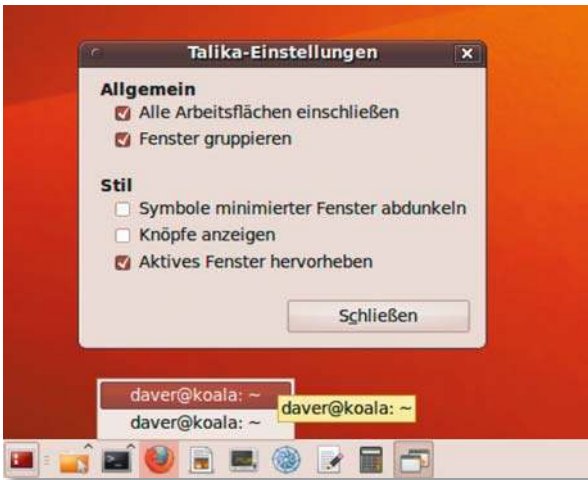 Talika-Einstellungen
Allgemein
Alle Arbeitsflächen einschließen
Fenster gruppieren
Stil
Symbole minimierter Fenster abdunkeln
Knöpfe anzeigen
Aktives Fenster hervorheben
Schließen
daver@koala: ~
daver@koala: ~
daver@koala: ~